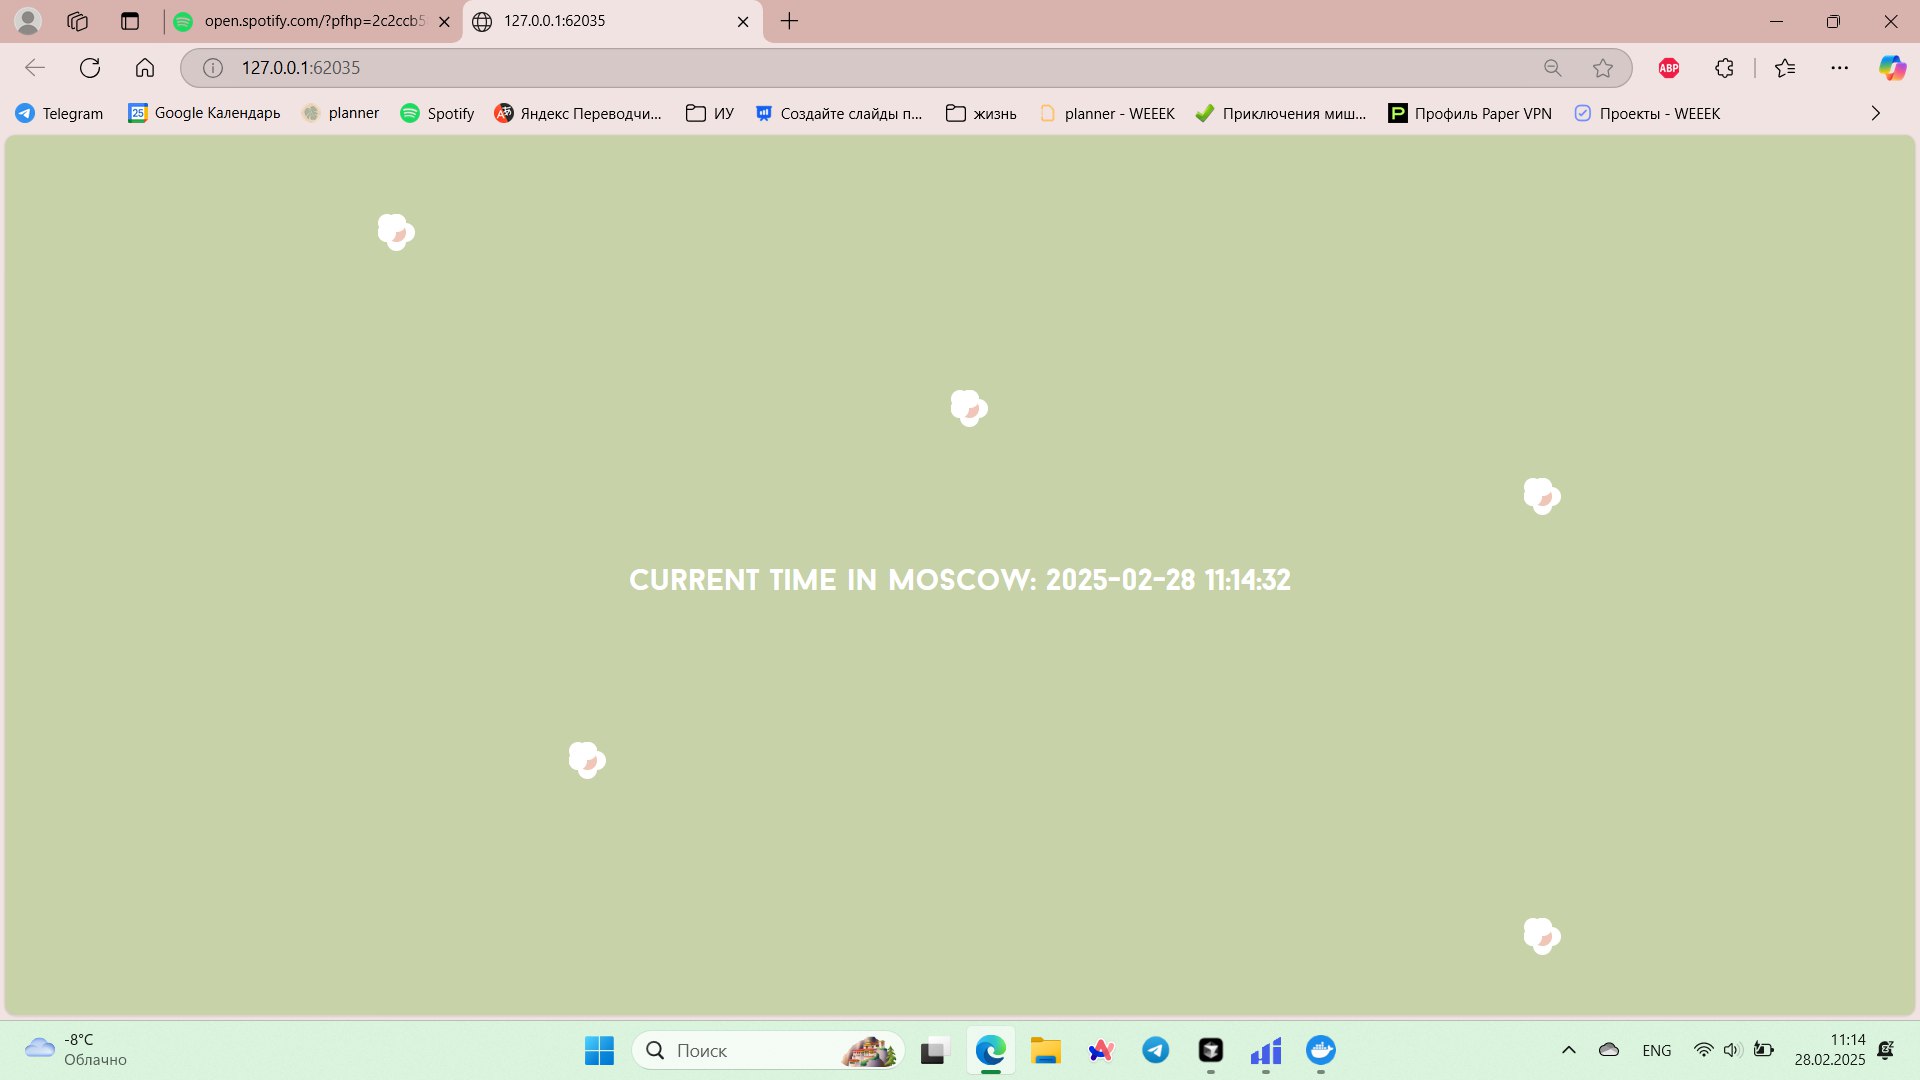 open.spotify.com/?pfhp=2c2ccb5
127.0.0.1:62035
127.0.0.1:62035
ABP
Telegram
25
Google Календарь
planner
Spotify
Яндекс Переводчи...
ИУ
Создайте слайды п...
жизнь
planner - WEEEK
Приключения миш...
P
Профиль Paper VPN
Проекты - WEEEK
CURRENT TIME IN MOSCOW: 2025-02-28 11:14:32
-8°C
Облачно
Поиск
ENG
11:14
28.02.2025